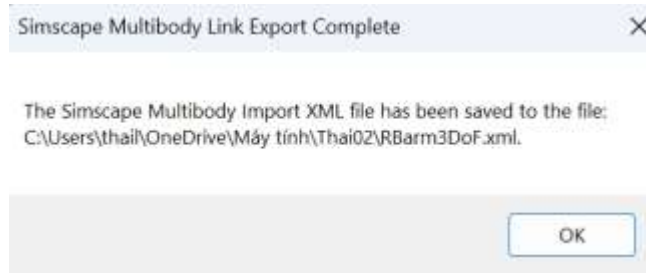 Simscape Multibody Link Export Complete
The Simscape Multibody Import XML file has been saved to the file:
C:\Users\thail\OneDrive\Máy tính\Thai02\RBarm3DoF.xml.
OK